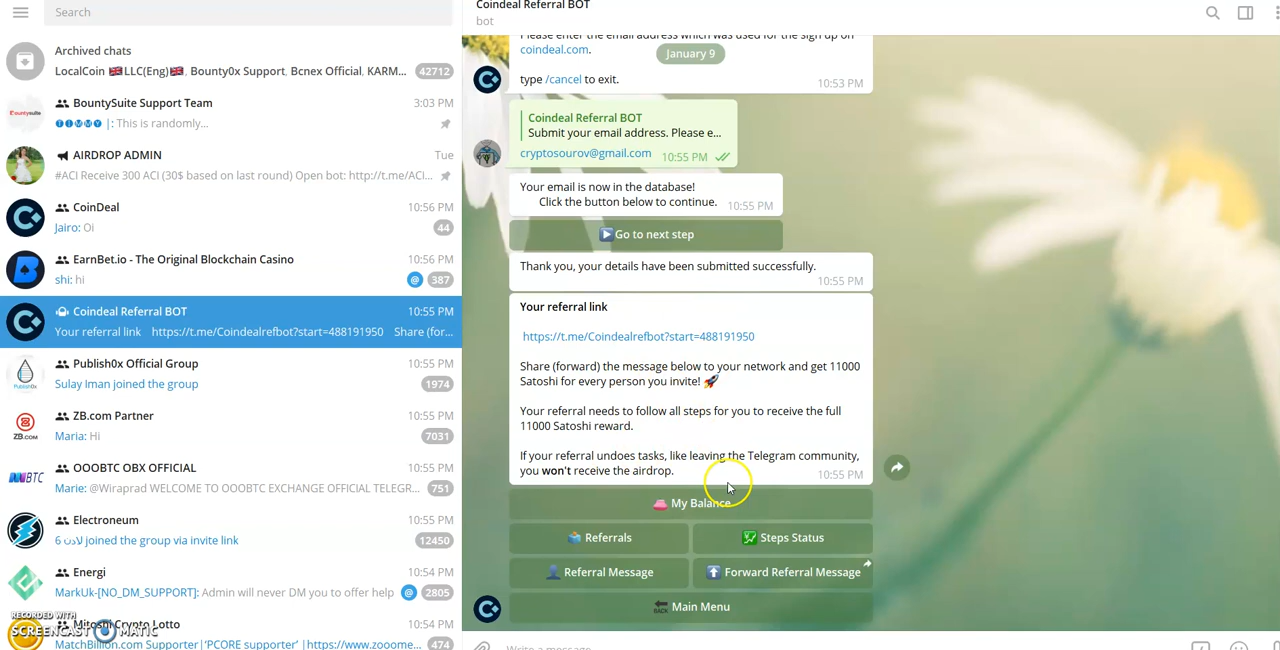 Search
Archived chats
LocalCoin 🇬🇧LLC(Eng)🇬🇧, Bounty0x Support, Bcnex Official, KARM... 42712
BountySuite Support Team 3:03 PM
Bountysuite
🅣🅘🅜🅜🅨 |: This is randomly...
AIRDROP ADMIN Tue
#ACI Receive 300 ACI (30$ based on last round) Open bot: http://t.me/ACI...
CoinDeal 10:56 PM
Jairo: Oi 44
EarnBet.io - The Original Blockchain Casino 10:56 PM
shi: hi @ 387
Coindeal Referral BOT 10:55 PM
Your referral link https://t.me/Coindealrefbot?start=488191950 Share (for...
Publish0x Official Group 10:55 PM
Publish0x
Sulay Iman joined the group 1974
ZB.com Partner 10:55 PM
ZB.COM
Maria: Hi 7031
OOOBTC OBX OFFICIAL 10:55 PM
Marie: @Wiraprad WELCOME TO OOOBTC EXCHANGE OFFICIAL TELEGR... 751
Electroneum 10:55 PM
لادن 6 joined the group via invite link 12450
Energi 10:54 PM
MarkUk-[NO_DM_SUPPORT]: Admin will never DM you to offer help @ 2805
RECORDED WITH
SCREENCAST MATIC
Mitoshi Crypto Lotto 10:54 PM
MatchBillion.com Supporter|'PCORE supporter' |https://www.zooome... 474
Coindeal Referral BOT
bot
Please enter the email address which was used for the sign up on
coindeal.com.
January 9
type /cancel to exit. 10:53 PM
Coindeal Referral BOT
Submit your email address. Please e...
cryptosourov@gmail.com 10:55 PM
Your email is now in the database!
Click the button below to continue. 10:55 PM
Go to next step
Thank you, your details have been submitted successfully.
10:55 PM
Your referral link
https://t.me/Coindealrefbot?start=488191950
Share (forward) the message below to your network and get 11000
Satoshi for every person you invite! 🚀
Your referral needs to follow all steps for you to receive the full
11000 Satoshi reward.
If your referral undoes tasks, like leaving the Telegram community,
you won't receive the airdrop. 10:55 PM
My Balance
Referrals
Steps Status
Referral Message
Forward Referral Message
BACK Main Menu
Write a message...